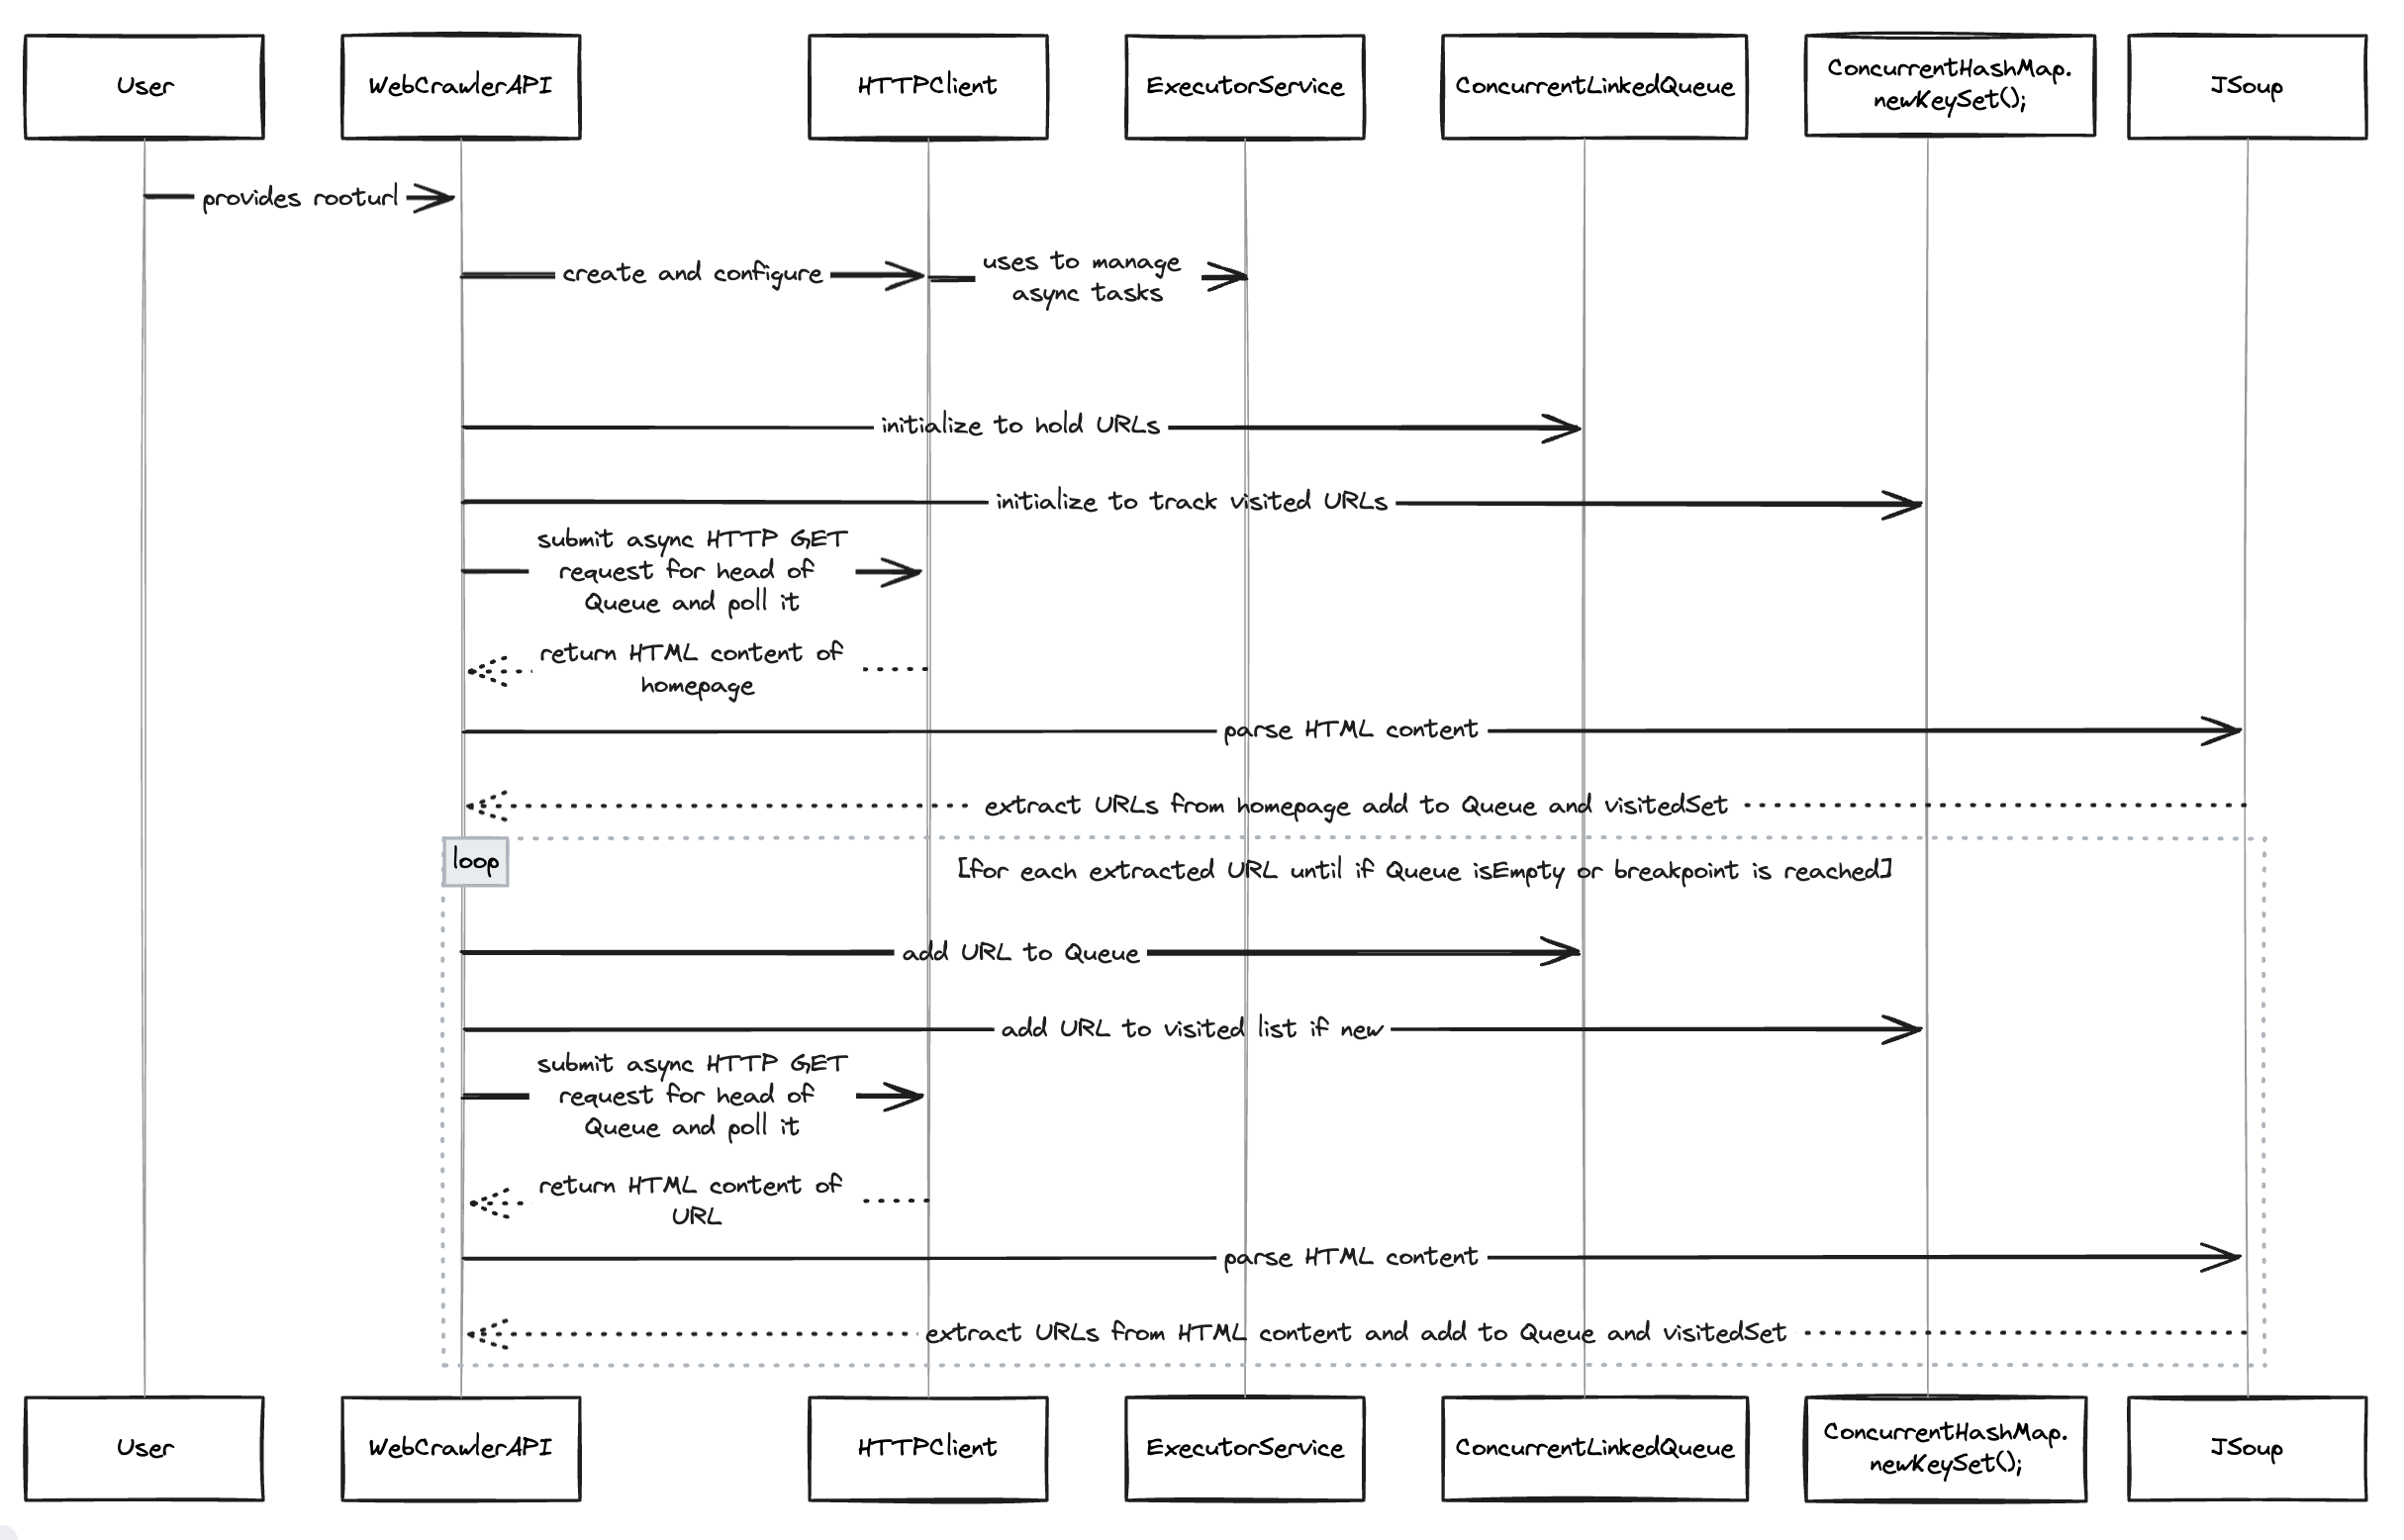 User
WebCrawlerAPI
HTTPClient
ExecutorService
ConcurrentLinkedQueue
ConcurrentHashMap.
newKeySet();
JSoup
provides rooturl
create and configure
uses to manage
async tasks
initialize to hold URLs
initialize to track visited URLs
submit async HTTP GET
request for head of
Queue and poll it
return HTML content of
homepage
parse HTML content
extract URLs from homepage add to Queue and visitedSet
loop
[for each extracted URL until if Queue isEmpty or breakpoint is reached]
add URL to Queue
add URL to visited list if new
submit async HTTP GET
request for head of
Queue and poll it
return HTML content of
URL
parse HTML content
extract URLs from HTML content and add to Queue and visitedSet
User
WebCrawlerAPI
HTTPClient
ExecutorService
ConcurrentLinkedQueue
ConcurrentHashMap.
newKeySet();
JSoup